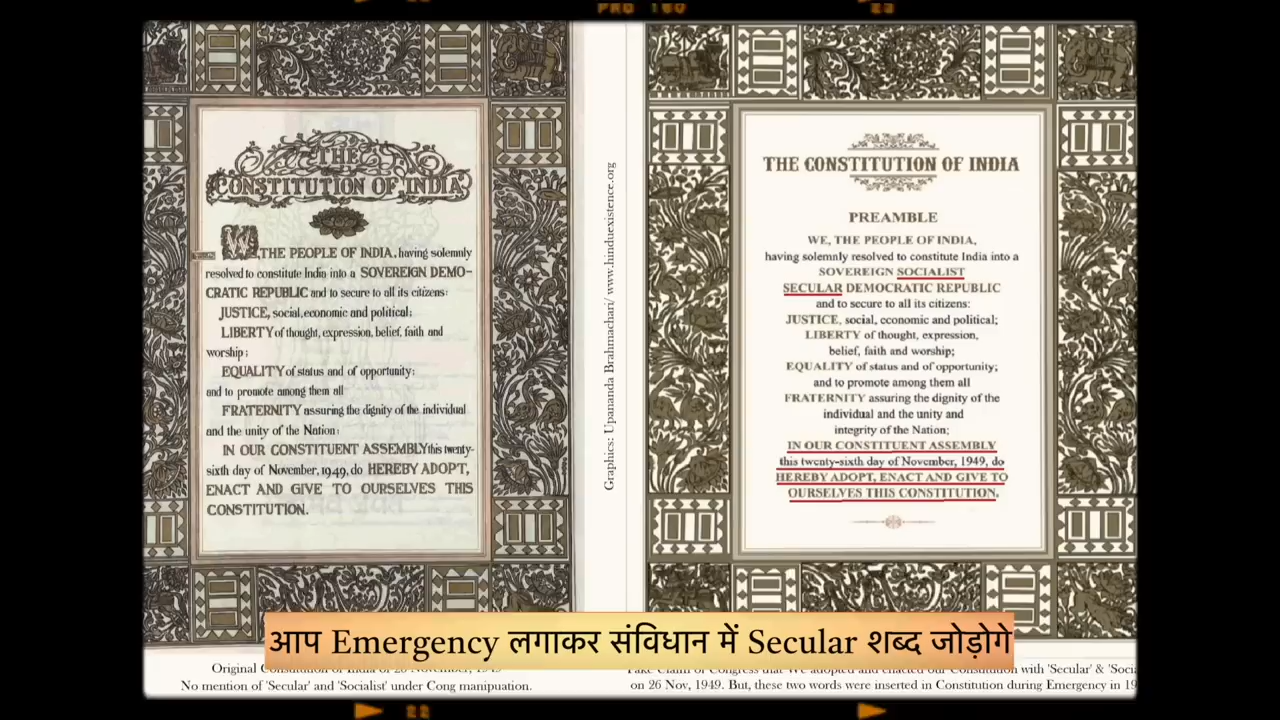 THE
CONSTITUTION OF INDIA
WE, THE PEOPLE OF INDIA, having solemnly
resolved to constitute India into a SOVEREIGN DEMO-
CRATIC REPUBLIC and to secure to all its citizens:
JUSTICE, social, economic and political;
LIBERTY of thought, expression, belief, faith and
worship;
EQUALITY of status and of opportunity;
and to promote among them all
FRATERNITY assuring the dignity of the individual
and the unity of the Nation;
IN OUR CONSTITUENT ASSEMBLY this twenty-
sixth day of November, 1949, do HEREBY ADOPT,
ENACT AND GIVE TO OURSELVES THIS
CONSTITUTION.
Graphics: Upananda Brahmachari/ www.hinduexistence.org
THE CONSTITUTION OF INDIA
PREAMBLE
WE, THE PEOPLE OF INDIA,
having solemnly resolved to constitute India into a
SOVEREIGN SOCIALIST
SECULAR DEMOCRATIC REPUBLIC
and to secure to all its citizens:
JUSTICE, social, economic and political;
LIBERTY of thought, expression,
belief, faith and worship;
EQUALITY of status and of opportunity;
and to promote among them all
FRATERNITY assuring the dignity of the
individual and the unity and
integrity of the Nation;
IN OUR CONSTITUENT ASSEMBLY
this twenty-sixth day of November, 1949, do
HEREBY ADOPT, ENACT AND GIVE TO
OURSELVES THIS CONSTITUTION.
आप Emergency लगाकर संविधान में Secular शब्द जोड़ोगे
Original
No mention of 'Secular' and 'Socialist' under Cong manipuation.
with 'Secular' & 'Soci
on 26 Nov, 1949. But, these two words were inserted in Constitution during Emergency in 19